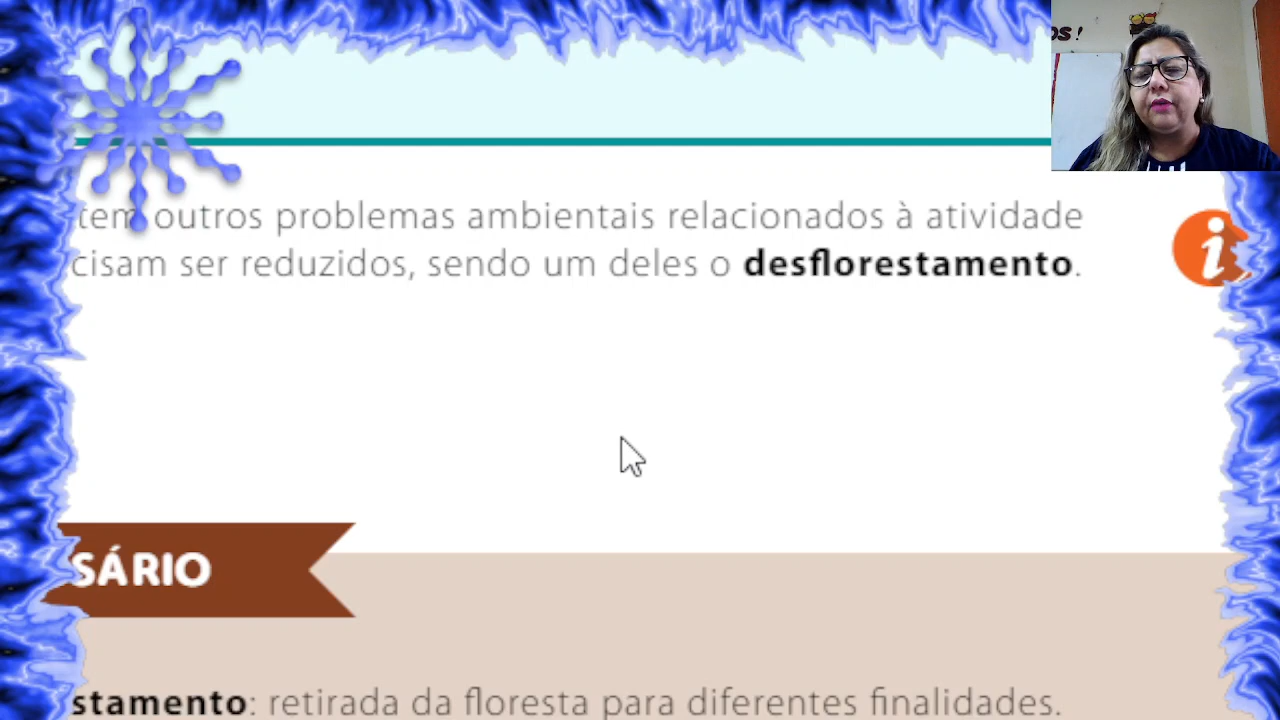 os!
tem outros problemas ambientais relacionados à atividade
cisam ser reduzidos, sendo um deles o desflorestamento.
i
SÁRIO
stamento: retirada da floresta para diferentes finalidades.